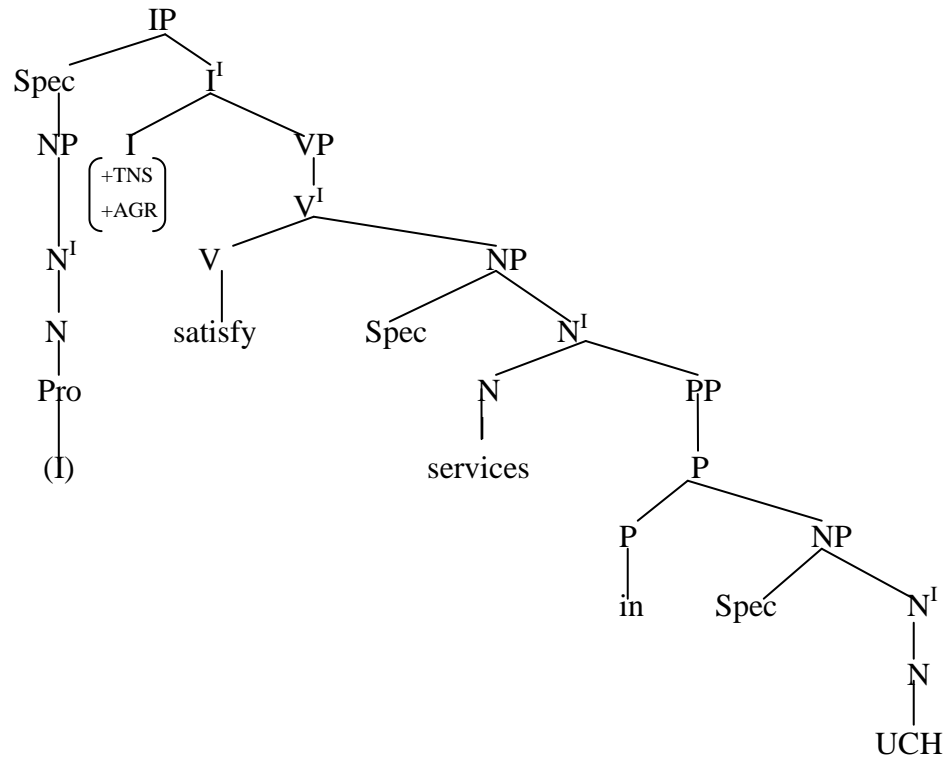 IP
Spec I^I
NP I VP
+TNS
+AGR
V^I
N^I V NP
N satisfy Spec N^I
Pro N PP
(I) services P
P NP
in Spec N^I
N
UCH